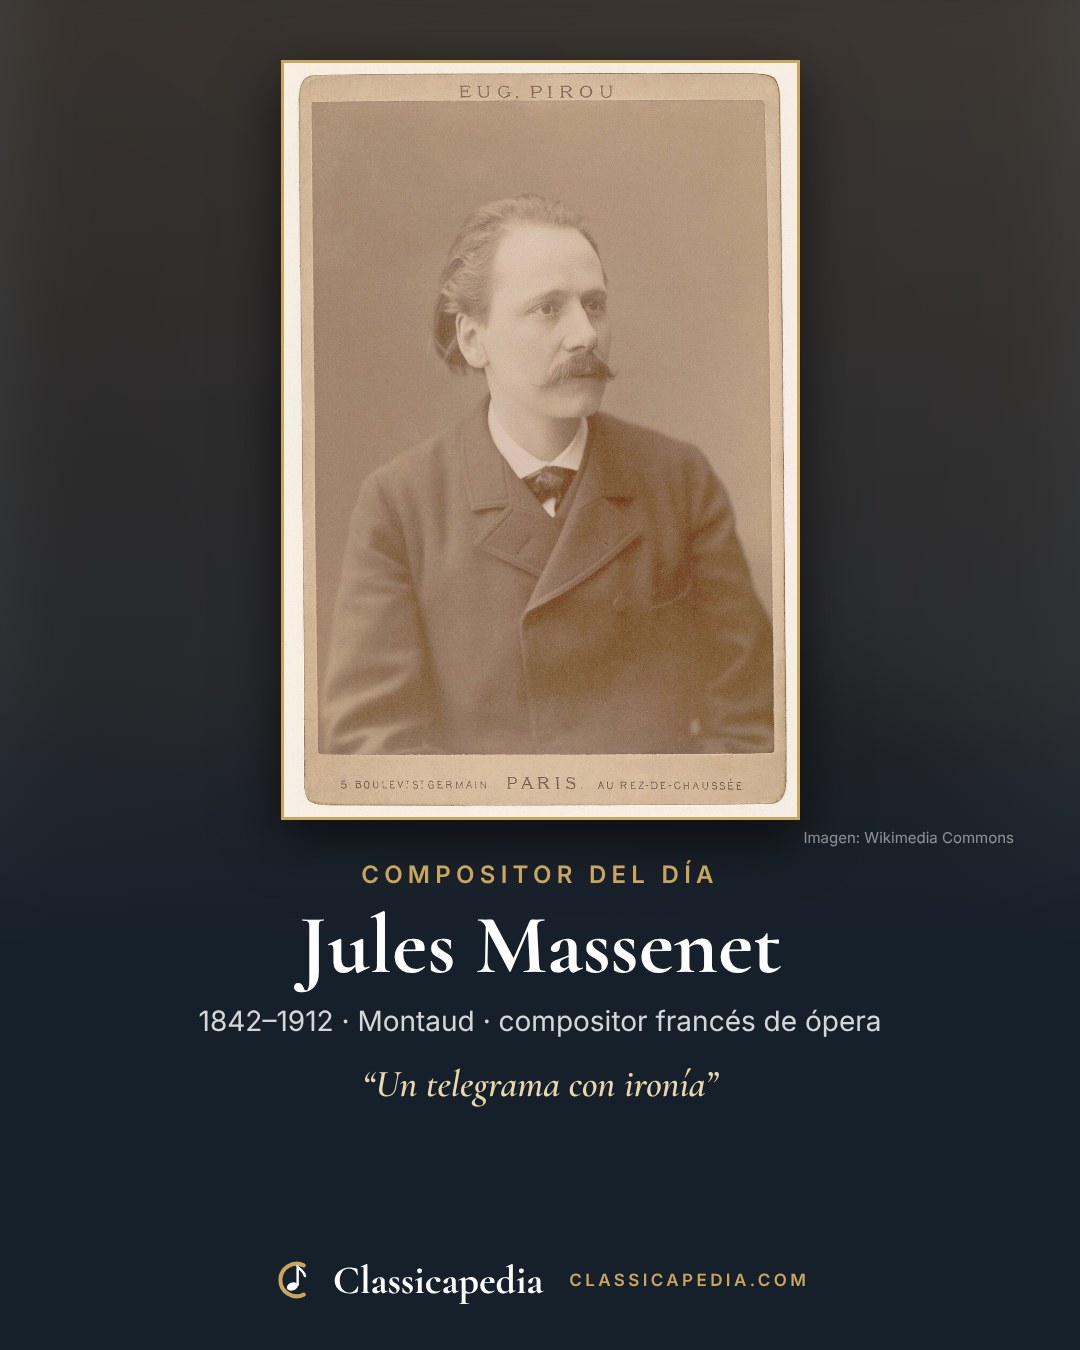 EUG. PIROU
5 BOULEVT ST GERMAIN PARIS. AU REZ-DE-CHAUSSÉE
Imagen: Wikimedia Commons
COMPOSITOR DEL DÍA
Jules Massenet
1842–1912 · Montaud · compositor francés de ópera
“Un telegrama con ironía”
Classicapedia CLASSICAPEDIA.COM